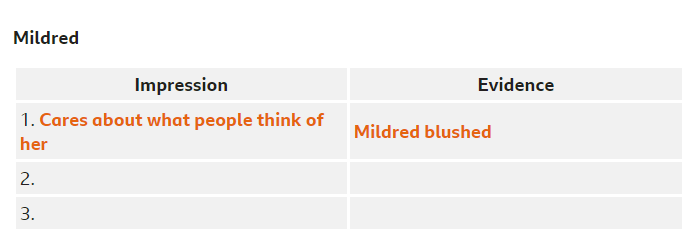 Mildred
Impression Evidence
1. Cares about what people think of
her
Mildred blushed
2.
3.